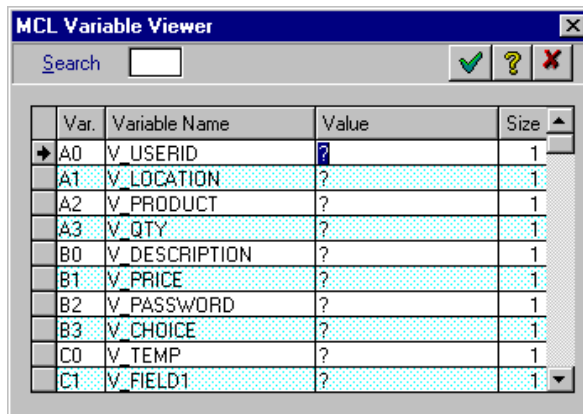 MCL Variable Viewer
Search
Var. Variable Name Value Size
A0 V_USERID ? 1
A1 V_LOCATION ? 1
A2 V_PRODUCT ? 1
A3 V_QTY ? 1
B0 V_DESCRIPTION ? 1
B1 V_PRICE ? 1
B2 V_PASSWORD ? 1
B3 V_CHOICE ? 1
C0 V_TEMP ? 1
C1 V_FIELD1 ? 1